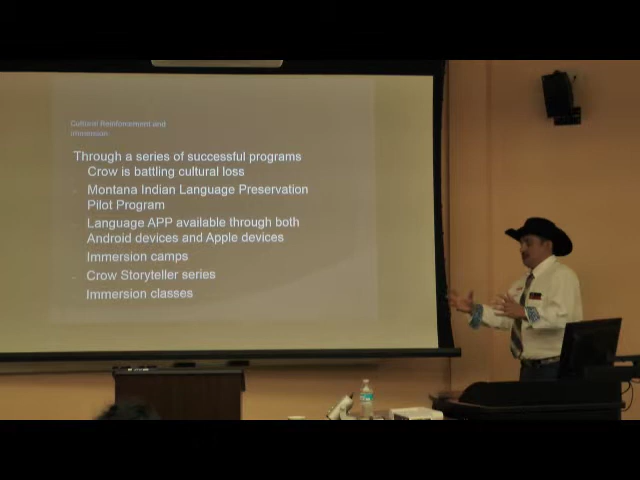 Cultural Reinforcement and
immersion
Through a series of successful programs
Crow is battling cultural loss
Montana Indian Language Preservation
Pilot Program
Language APP available through both
Android devices and Apple devices
Immersion camps
Crow Storyteller series
Immersion classes